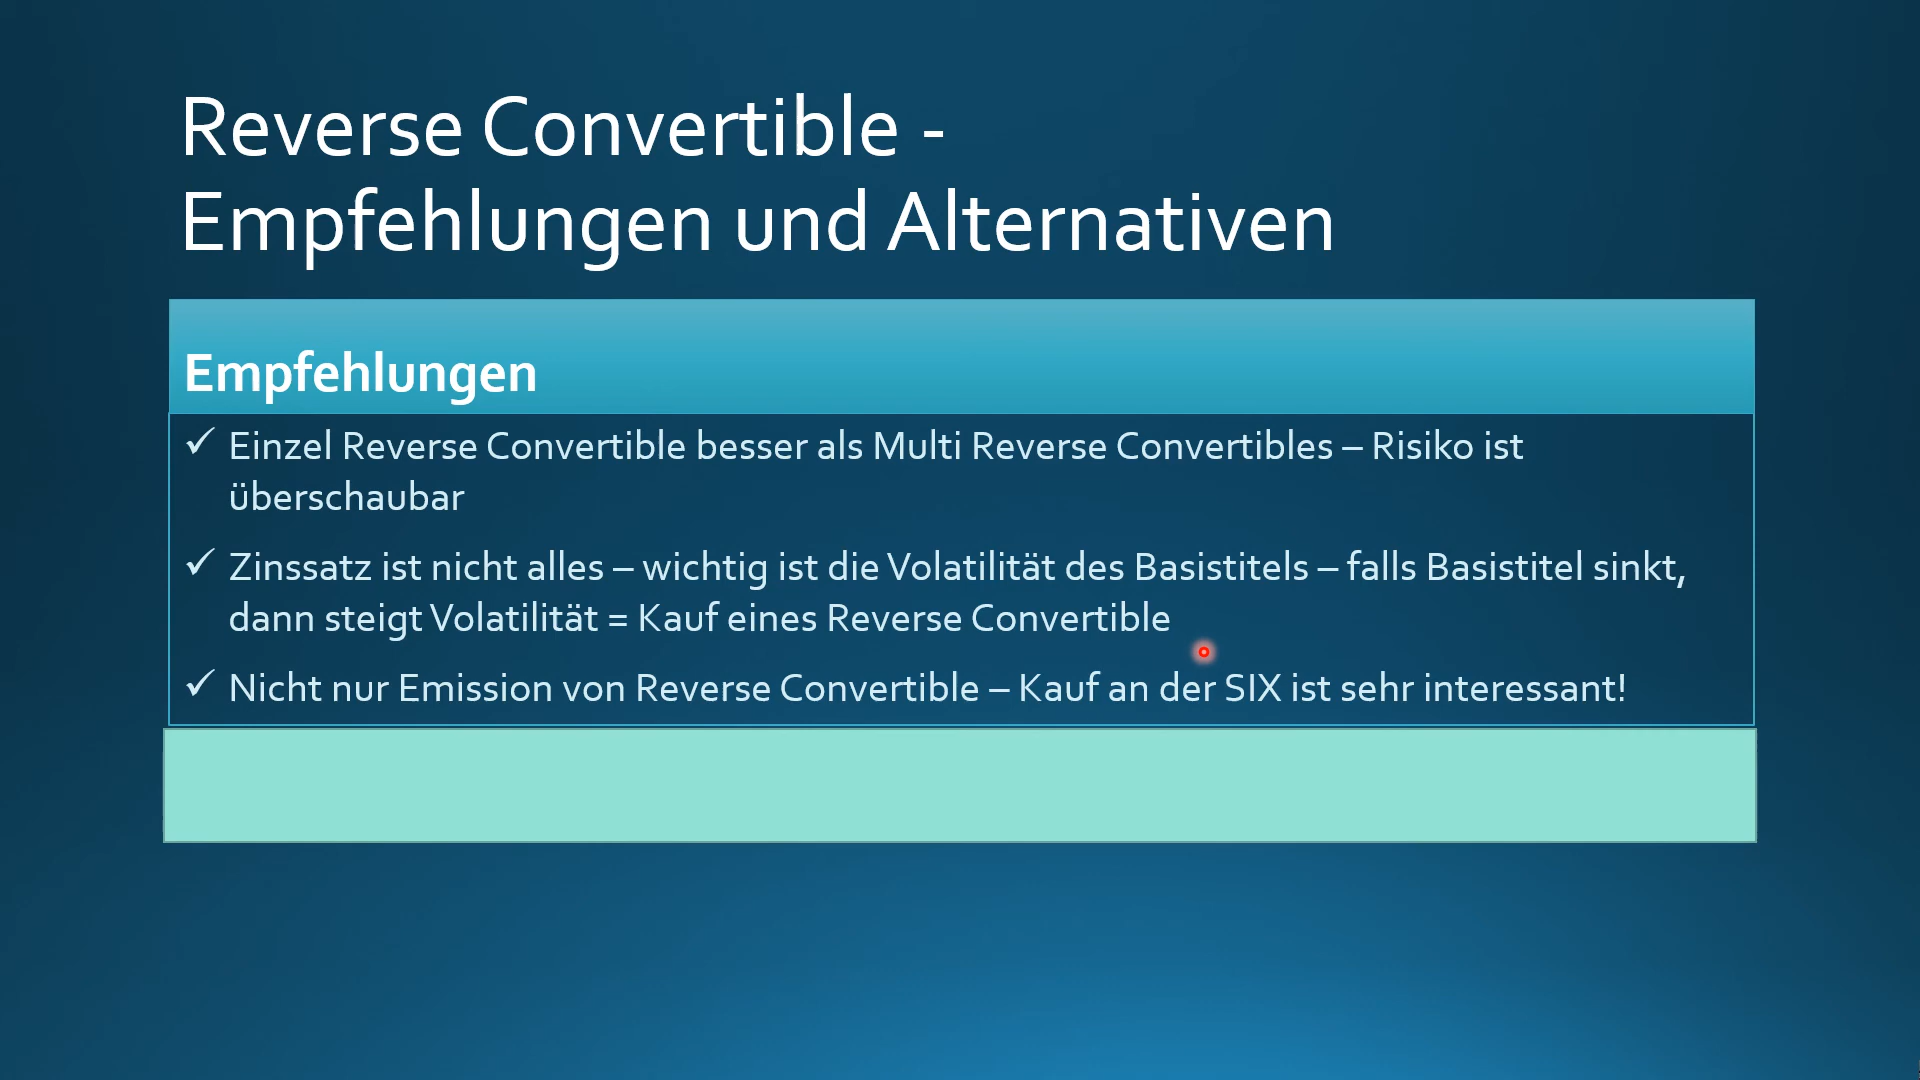 Reverse Convertible -
Empfehlungen und Alternativen
Empfehlungen
✓ Einzel Reverse Convertible besser als Multi Reverse Convertibles – Risiko ist
überschaubar
✓ Zinssatz ist nicht alles – wichtig ist die Volatilität des Basistitels – falls Basistitel sinkt,
dann steigt Volatilität = Kauf eines Reverse Convertible
✓ Nicht nur Emission von Reverse Convertible – Kauf an der SIX ist sehr interessant!